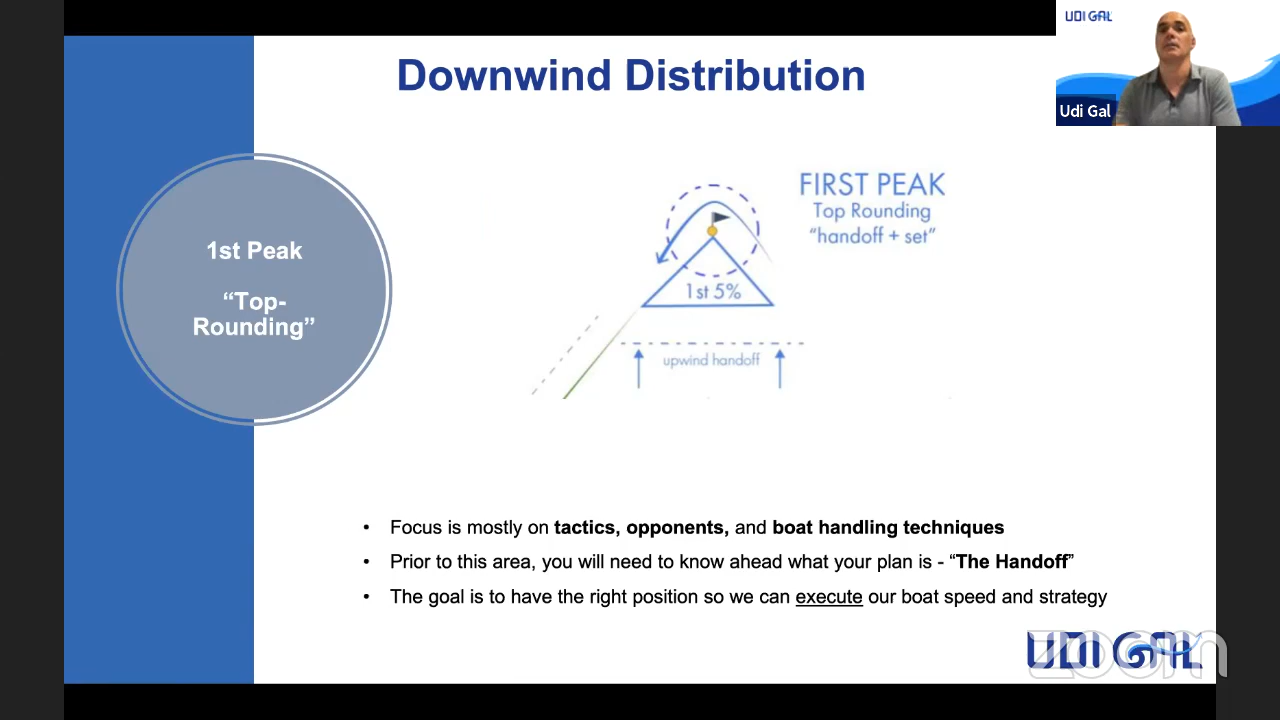 UDI GAL
Udi Gal
Downwind Distribution
1st Peak
“Top-
Rounding”
FIRST PEAK
Top Rounding
“handoff + set”
1st 5%
upwind handoff
• Focus is mostly on tactics, opponents, and boat handling techniques
• Prior to this area, you will need to know ahead what your plan is - “The Handoff”
• The goal is to have the right position so we can execute our boat speed and strategy
UDI GAL
zoom